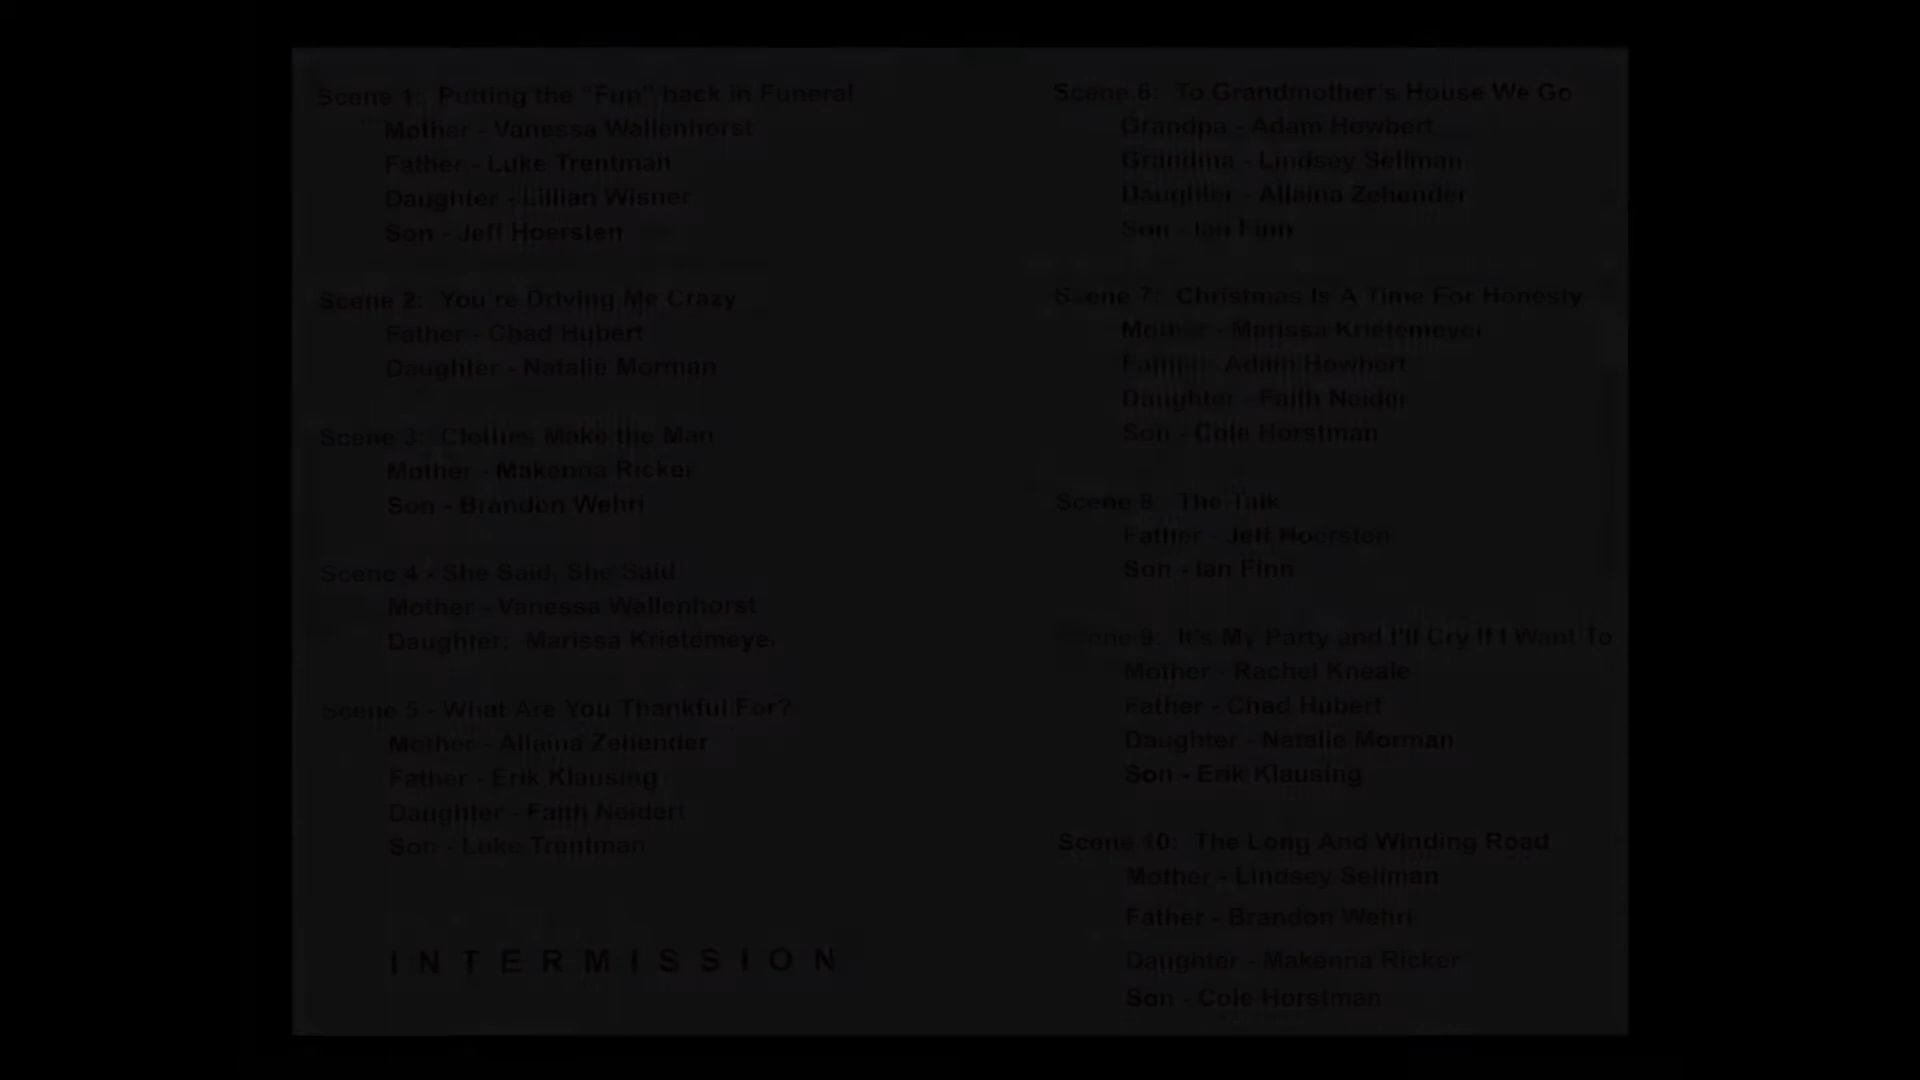 Scene 1: Putting the "Fun" back in Funeral
Mother - Vanessa Wallenhorst
Father - Luke Trentman
Daughter - Lillian Wisner
Son - Jeff Hoersten
Scene 2: You're Driving Me Crazy
Father - Chad Hubert
Daughter - Natalie Morman
Scene 3: Clothes Make the Man
Mother - Makenna Ricker
Son - Brandon Wehri
Scene 4 - She Said, She Said
Mother - Vanessa Wallenhorst
Daughter: Marissa Krietemeyer
Scene 5 - What Are You Thankful For?
Mother - Allaina Zehender
Father - Erik Klausing
Daughter - Faith Neidert
Son - Luke Trentman
INTERMISSION
Scene 6: To Grandmother's House We Go
Grandpa - Adam Howbert
Grandma - Lindsey Sellman
Daughter - Allaina Zehender
Son - Ian Finn
Scene 7: Christmas Is A Time For Honesty
Mother - Marissa Krietemeyer
Father - Adam Howbert
Daughter - Faith Neidert
Son - Cole Horstman
Scene 8: The Talk
Father - Jeff Hoersten
Son - Ian Finn
Scene 9: It's My Party and I'll Cry If I Want To
Mother - Rachel Kneale
Father - Chad Hubert
Daughter - Natalie Morman
Son - Erik Klausing
Scene 10: The Long And Winding Road
Mother - Lindsey Sellman
Father - Brandon Wehri
Daughter - Makenna Ricker
Son - Cole Horstman